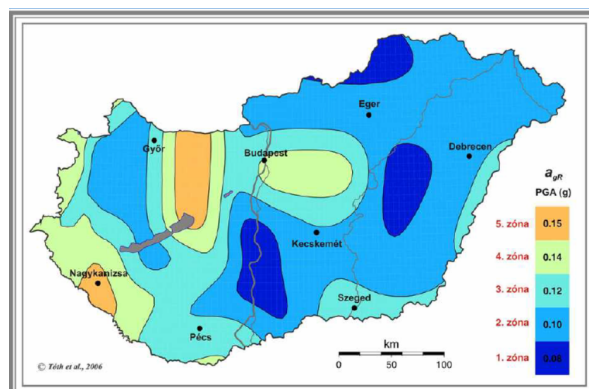 Eger
Győr
Budapest
Debrecen
Kecskemét
Nagykanizsa
Szeged
Pécs
a_gR
PGA (g)
5. zóna 0.15
4. zóna 0.14
3. zóna 0.12
2. zóna 0.10
1. zóna 0.08
km
0 50 100
© Tóth et al., 2006